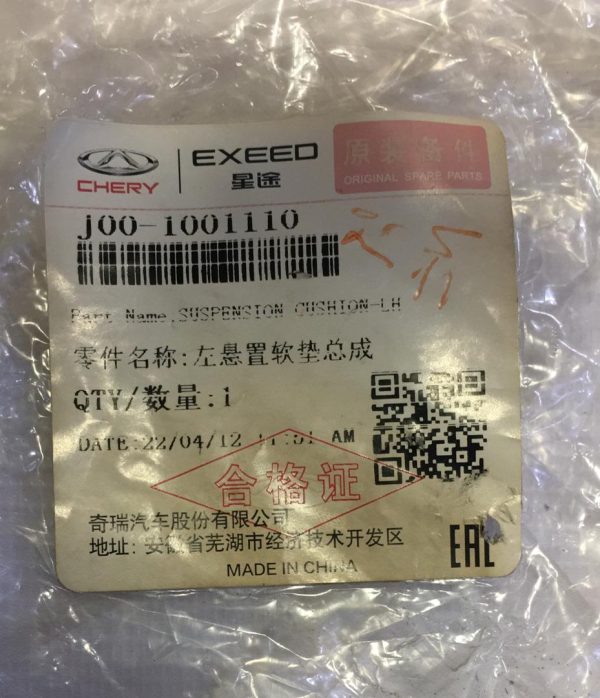 CHERY
EXEED
星途
原装备件
ORIGINAL SPARE PARTS
J00-1001110
Part Name:SUSPENSION CUSHION-LH
零件名称:左悬置软垫总成
QTY/数量:1
DATE:22/04/12 11:51 AM
合格证
奇瑞汽车股份有限公司
地址: 安徽省芜湖市经济技术开发区
MADE IN CHINA
EAC